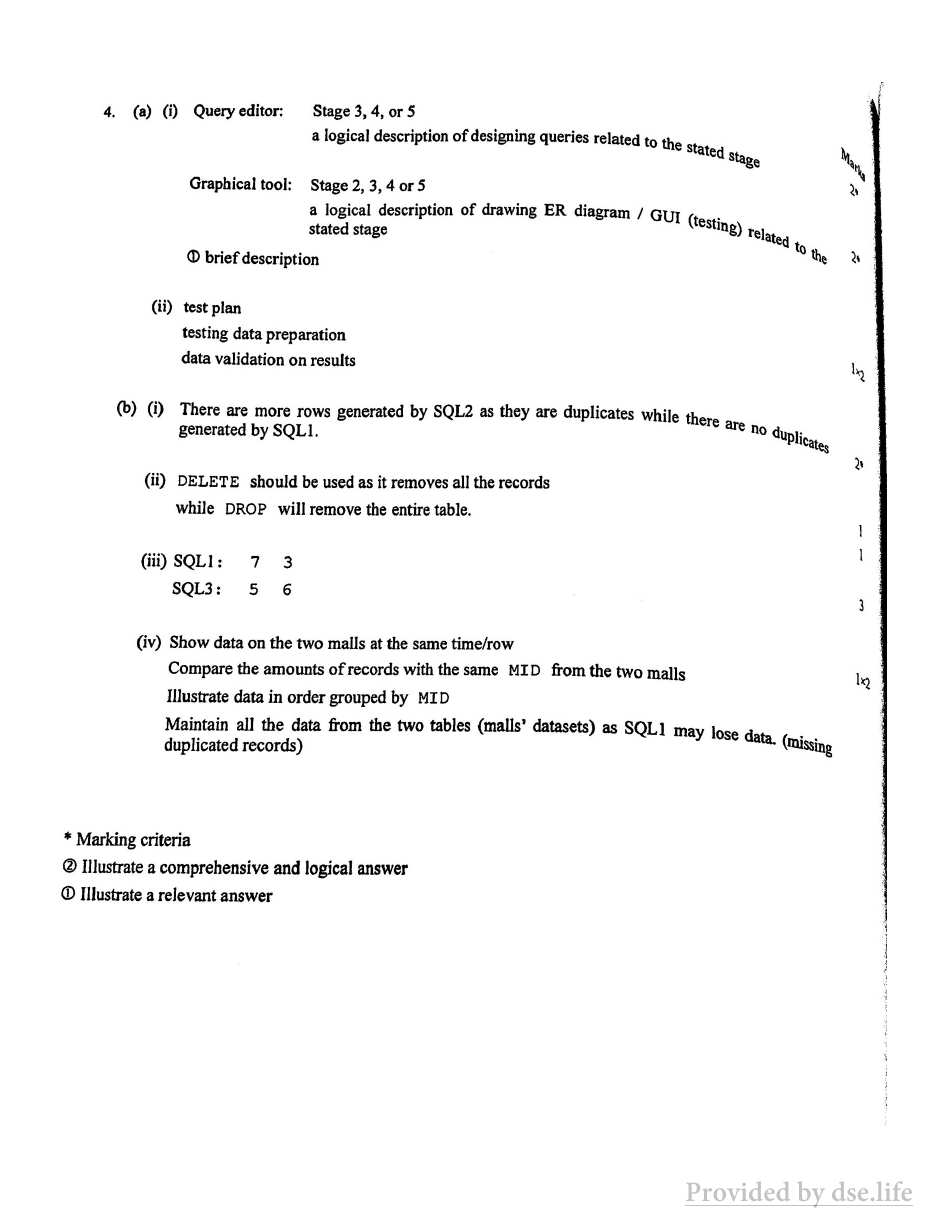 Marks
4. (a) (i) Query editor: Stage 3, 4, or 5
a logical description of designing queries related to the stated stage 2*
Graphical tool: Stage 2, 3, 4 or 5
a logical description of drawing ER diagram / GUI (testing) related to the
stated stage 2*
① brief description
(ii) test plan
testing data preparation
data validation on results 1×2
(b) (i) There are more rows generated by SQL2 as they are duplicates while there are no duplicates
generated by SQL1. 2*
(ii) DELETE should be used as it removes all the records 1
while DROP will remove the entire table. 1
(iii) SQL1: 7 3
SQL3: 5 6 3
(iv) Show data on the two malls at the same time/row
Compare the amounts of records with the same MID from the two malls 1×2
Illustrate data in order grouped by MID
Maintain all the data from the two tables (malls' datasets) as SQL1 may lose data. (missing
duplicated records)
* Marking criteria
② Illustrate a comprehensive and logical answer
① Illustrate a relevant answer
Provided by dse.life